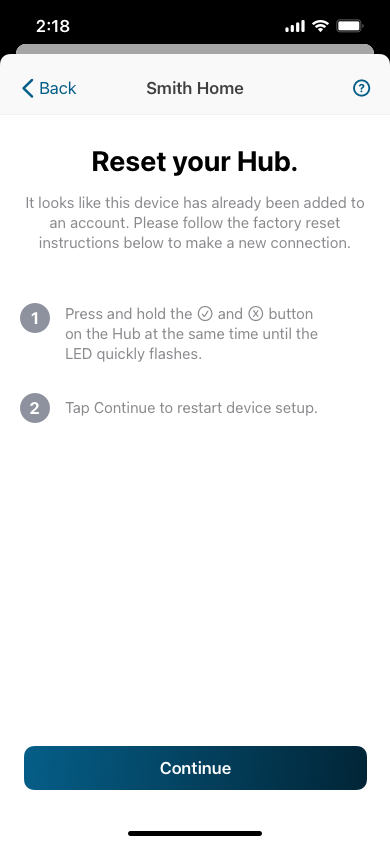 2:18
Back
Smith Home
?
Reset your Hub.
It looks like this device has already been added to
an account. Please follow the factory reset
instructions below to make a new connection.
1
Press and hold the ✓ and x button
on the Hub at the same time until the
LED quickly flashes.
2
Tap Continue to restart device setup.
Continue